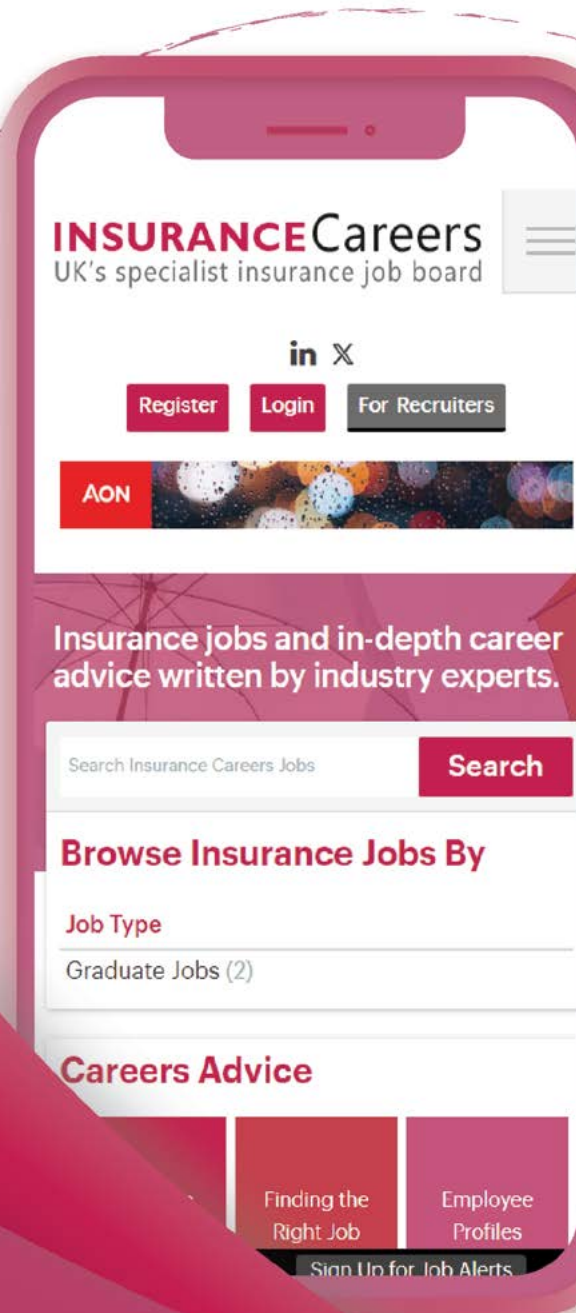 INSURANCECareers
UK's specialist insurance job board
in X
Register Login For Recruiters
AON
Insurance jobs and in-depth career
advice written by industry experts.
Search Insurance Careers Jobs Search
Browse Insurance Jobs By
Job Type
Graduate Jobs (2)
Careers Advice
Finding the Employee
Right Job Profiles
Sign Up for Job Alerts